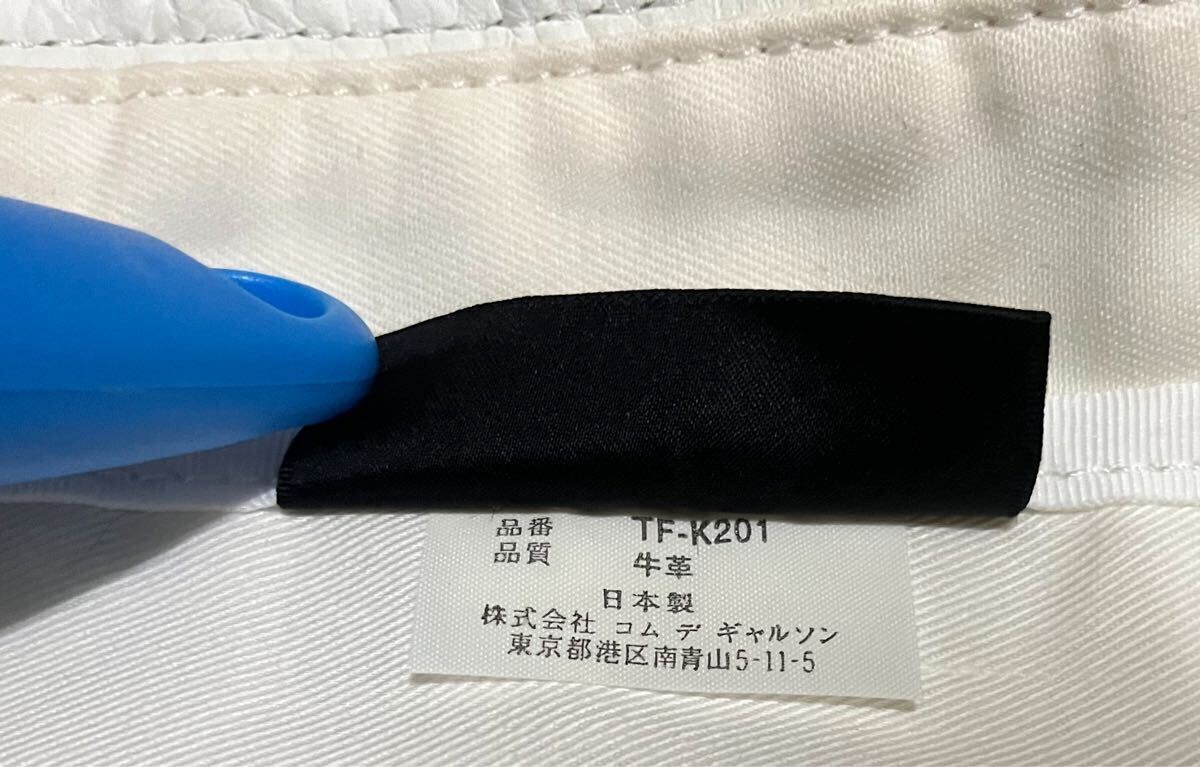 品番 TF-K201
品質 牛革
日本製
株式会社 コム デ ギャルソン
東京都港区南青山5-11-5